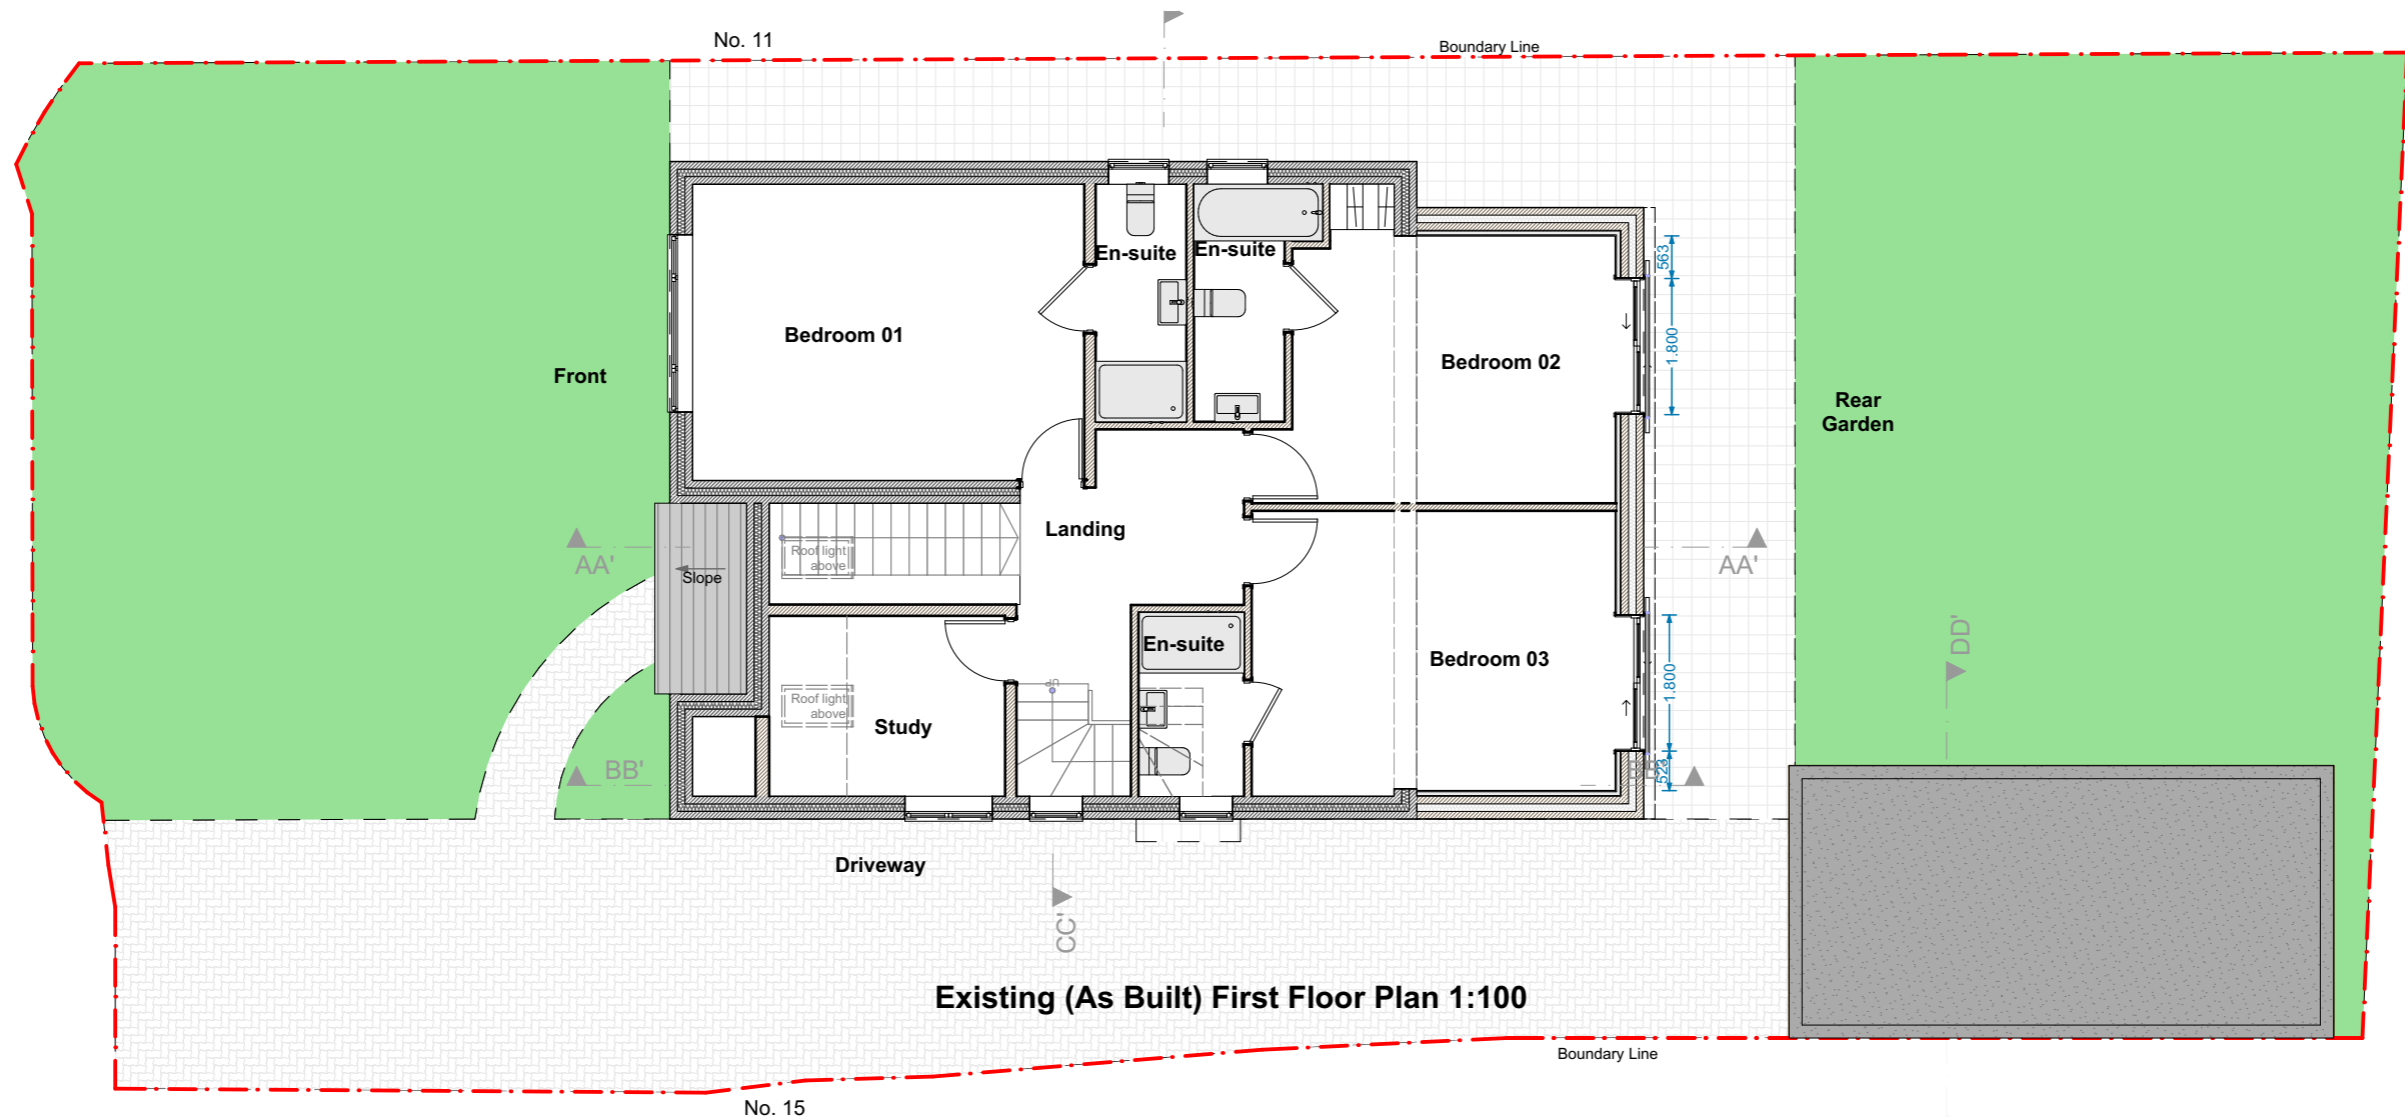 No. 11
Boundary Line
En-suite
En-suite
563
Bedroom 01
1.800
Bedroom 02
Front
Rear
Garden
Landing
Roof light
above
AA'
Slope
AA'
DD'
En-suite
Bedroom 03
1.800
UP
Roof light
above
Study
BB'
523
Driveway
CC'
Existing (As Built) First Floor Plan 1:100
Boundary Line
No. 15